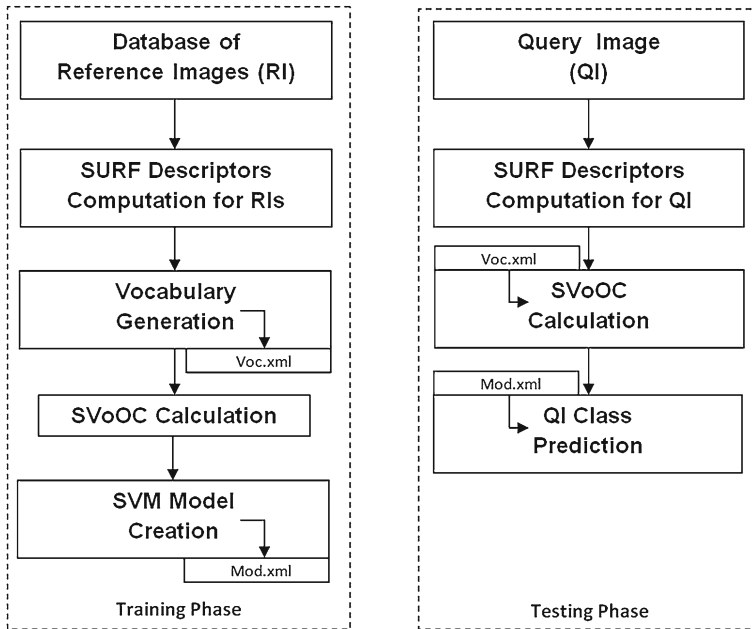 Database of
Reference Images (RI)
SURF Descriptors
Computation for RIs
Vocabulary
Generation
Voc.xml
SVoOC Calculation
SVM Model
Creation
Mod.xml
Training Phase
Query Image
(QI)
SURF Descriptors
Computation for QI
Voc.xml
SVoOC
Calculation
Mod.xml
QI Class
Prediction
Testing Phase